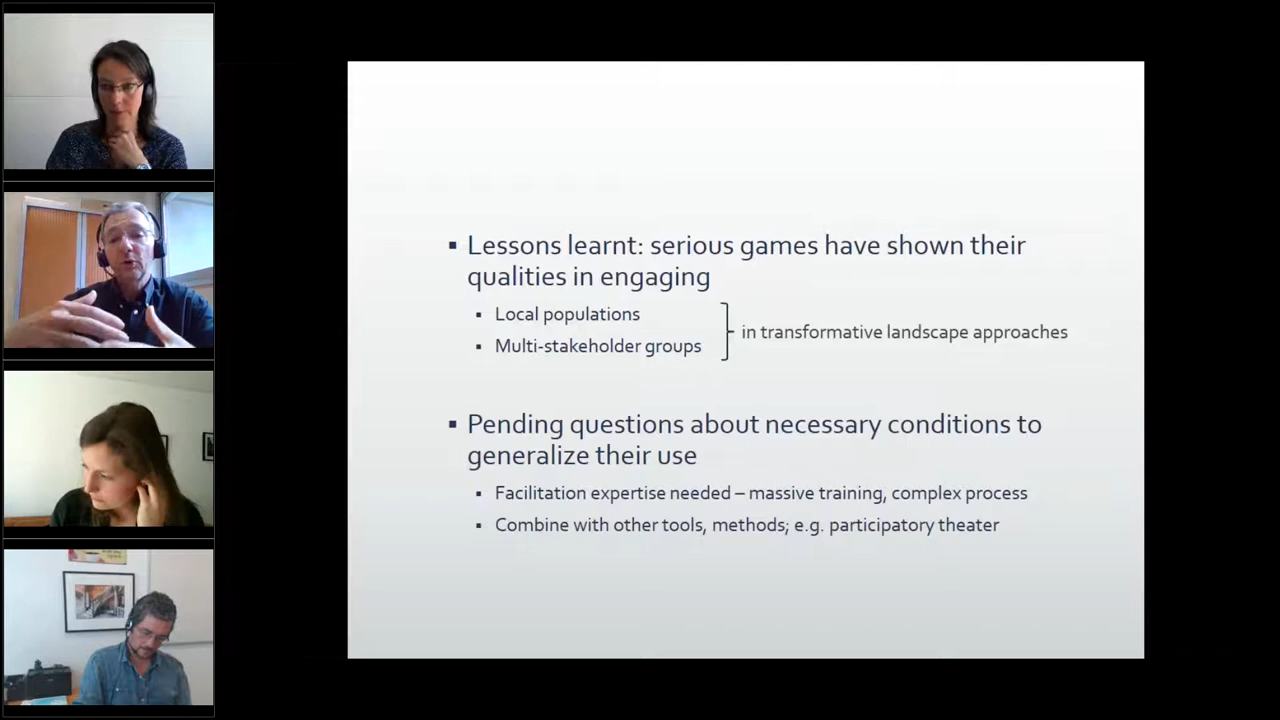 ▪ Lessons learnt: serious games have shown their
qualities in engaging
▪ Local populations
▪ Multi-stakeholder groups
in transformative landscape approaches
▪ Pending questions about necessary conditions to
generalize their use
▪ Facilitation expertise needed – massive training, complex process
▪ Combine with other tools, methods; e.g. participatory theater